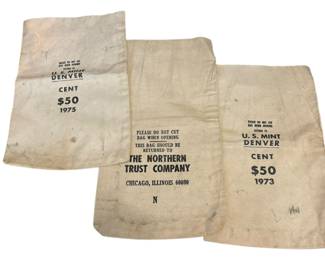 U.S. MINT
DENVER
CENT
$50
1975
PLEASE DO NOT CUT
BAG WHEN OPENING
THIS BAG SHOULD BE
RETURNED TO
THE NORTHERN
TRUST COMPANY
CHICAGO, ILLINOIS 60690
N
U.S. MINT
DENVER
CENT
$50
1973